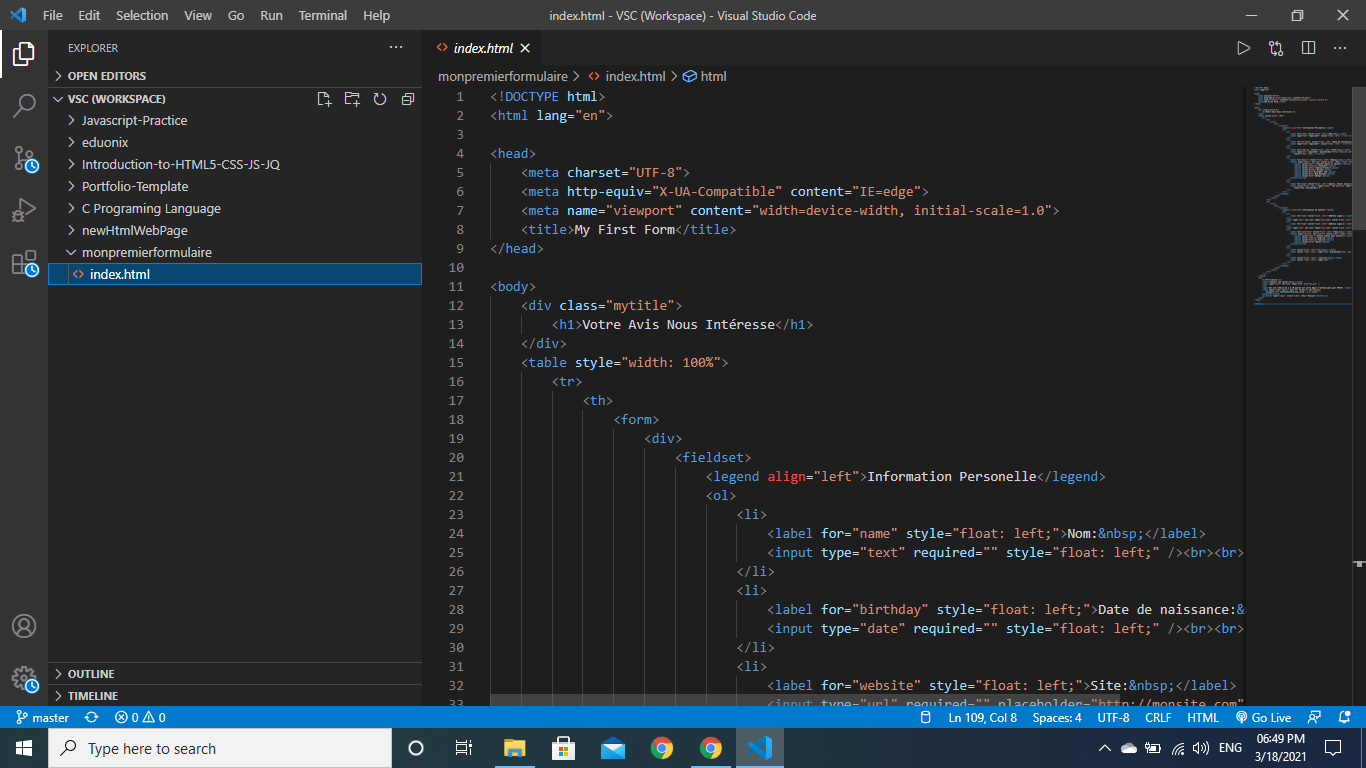 File Edit Selection View Go Run Terminal Help index.html - VSC (Workspace) - Visual Studio Code
EXPLORER
OPEN EDITORS
VSC (WORKSPACE)
Javascript-Practice
eduonix
Introduction-to-HTML5-CSS-JS-JQ
Portfolio-Template
C Programing Language
newHtmlWebPage
monpremierformulaire
index.html
OUTLINE
TIMELINE
index.html
monpremierformulaire > index.html > html
1 <!DOCTYPE html>
2 <html lang="en">
3
4 <head>
5 <meta charset="UTF-8">
6 <meta http-equiv="X-UA-Compatible" content="IE=edge">
7 <meta name="viewport" content="width=device-width, initial-scale=1.0">
8 <title>My First Form</title>
9 </head>
10
11 <body>
12 <div class="mytitle">
13 <h1>Votre Avis Nous Intéresse</h1>
14 </div>
15 <table style="width: 100%">
16 <tr>
17 <th>
18 <form>
19 <div>
20 <fieldset>
21 <legend align="left">Information Personelle</legend>
22 <ol>
23 <li>
24 <label for="name" style="float: left;">Nom:&nbsp;</label>
25 <input type="text" required="" style="float: left;" /><br><br>
26 </li>
27 <li>
28 <label for="birthday" style="float: left;">Date de naissance:&
29 <input type="date" required="" style="float: left;" /><br><br>
30 </li>
31 <li>
32 <label for="website" style="float: left;">Site:&nbsp;</label>
33 <input type="url" required="" placeholder="http://monsite.com"
master 0 0 Ln 109, Col 8 Spaces: 4 UTF-8 CRLF HTML Go Live
Type here to search
ENG
06:49 PM
3/18/2021